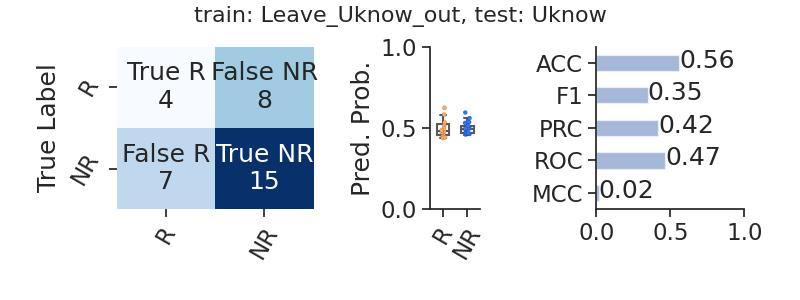 train: Leave_Uknow_out, test: Uknow
True Label
R
NR
True R
4
False NR
8
False R
7
True NR
15
R
NR
Pred. Prob.
1.0
0.5
0.0
R
NR
ACC
F1
PRC
ROC
MCC
0.56
0.35
0.42
0.47
0.02
0.0
0.5
1.0